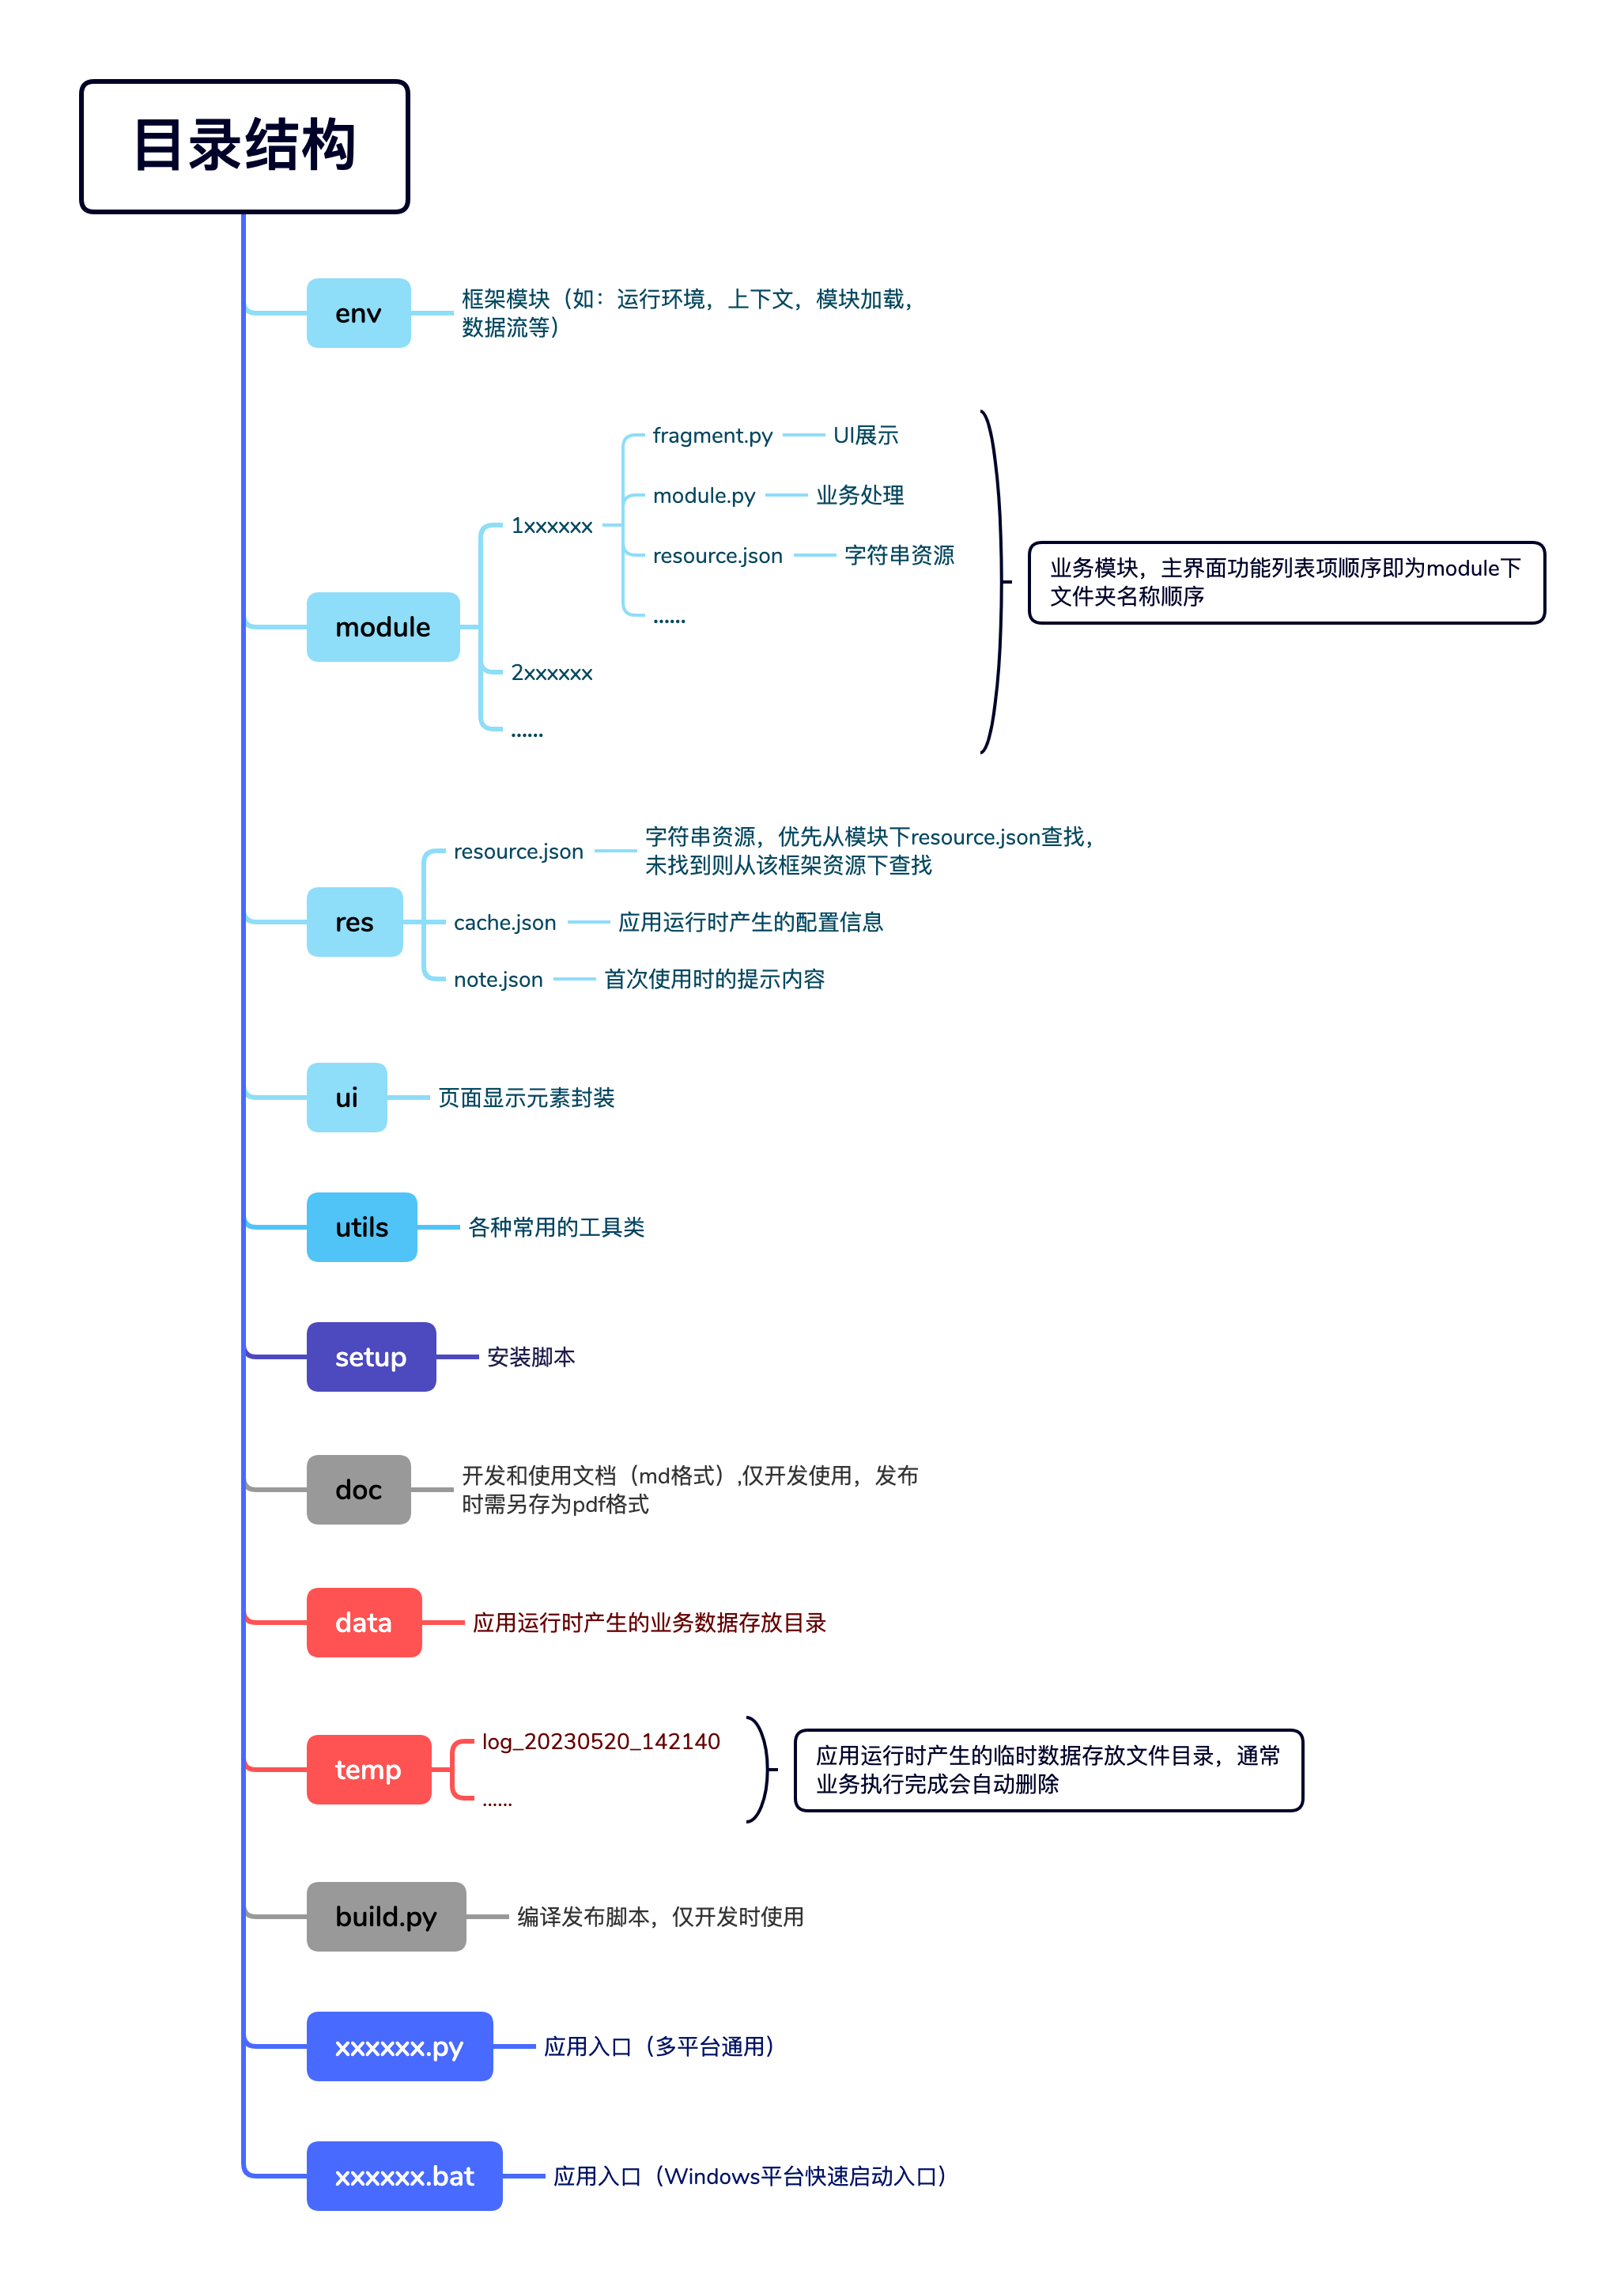 目录结构
env
框架模块（如：运行环境，上下文，模块加载，
数据流等）
module
1xxxxxx
fragment.py
UI展示
module.py
业务处理
resource.json
字符串资源
......
2xxxxxx
......
业务模块，主界面功能列表项顺序即为module下
文件夹名称顺序
res
resource.json
字符串资源，优先从模块下resource.json查找，
未找到则从该框架资源下查找
cache.json
应用运行时产生的配置信息
note.json
首次使用时的提示内容
ui
页面显示元素封装
utils
各种常用的工具类
setup
安装脚本
doc
开发和使用文档（md格式）,仅开发使用，发布
时需另存为pdf格式
data
应用运行时产生的业务数据存放目录
temp
log_20230520_142140
......
应用运行时产生的临时数据存放文件目录，通常
业务执行完成会自动删除
build.py
编译发布脚本，仅开发时使用
xxxxxx.py
应用入口（多平台通用）
xxxxxx.bat
应用入口（Windows平台快速启动入口）